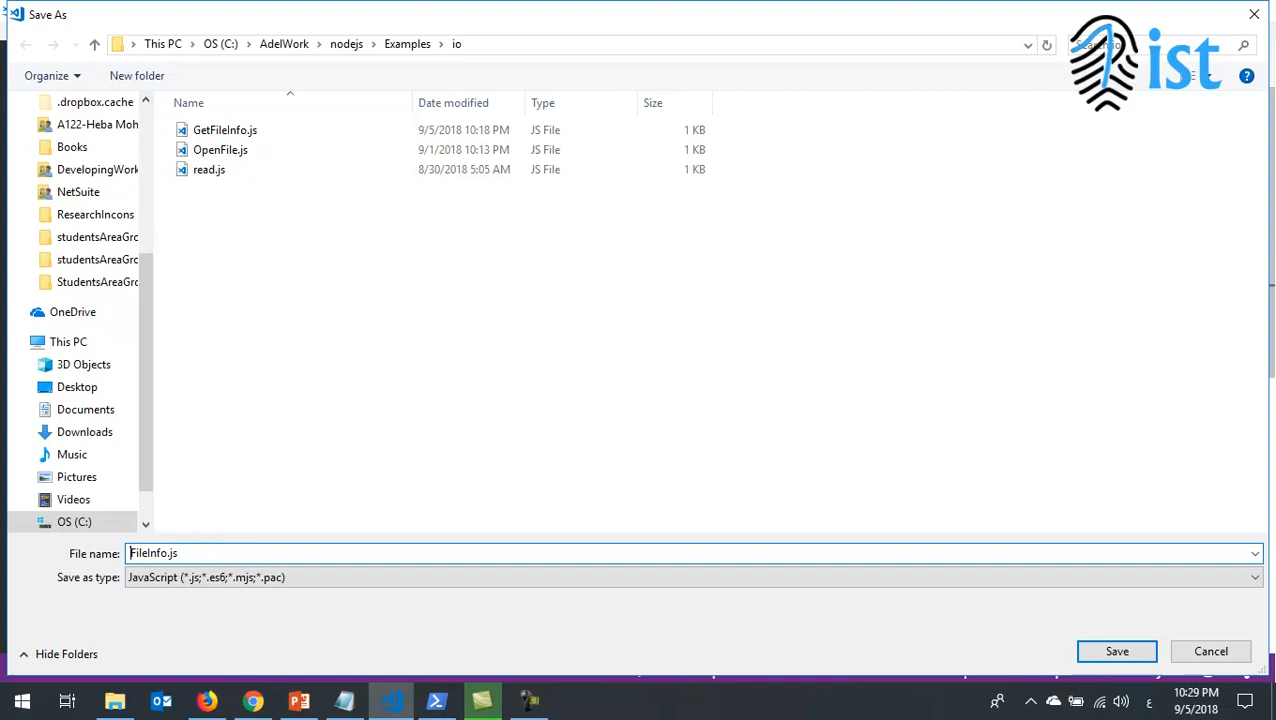 Save As
This PC > OS (C:) > AdelWork > nodejs > Examples > io
1ist
Organize
New folder
Name
Date modified
Type
Size
.dropbox.cache
A122-Heba Moh
Books
DevelopingWork
NetSuite
ResearchIncons
studentsAreaGro
studentsAreaGro
StudentsAreaGro
OneDrive
This PC
3D Objects
Desktop
Documents
Downloads
Music
Pictures
Videos
OS (C:)
GetFileInfo.js 9/5/2018 10:18 PM JS File 1 KB
OpenFile.js 9/1/2018 10:13 PM JS File 1 KB
read.js 8/30/2018 5:05 AM JS File 1 KB
File name: FileInfo.js
Save as type: JavaScript (*.js;*.es6;*.mjs;*.pac)
Hide Folders
Save
Cancel
ع
10:29 PM
9/5/2018